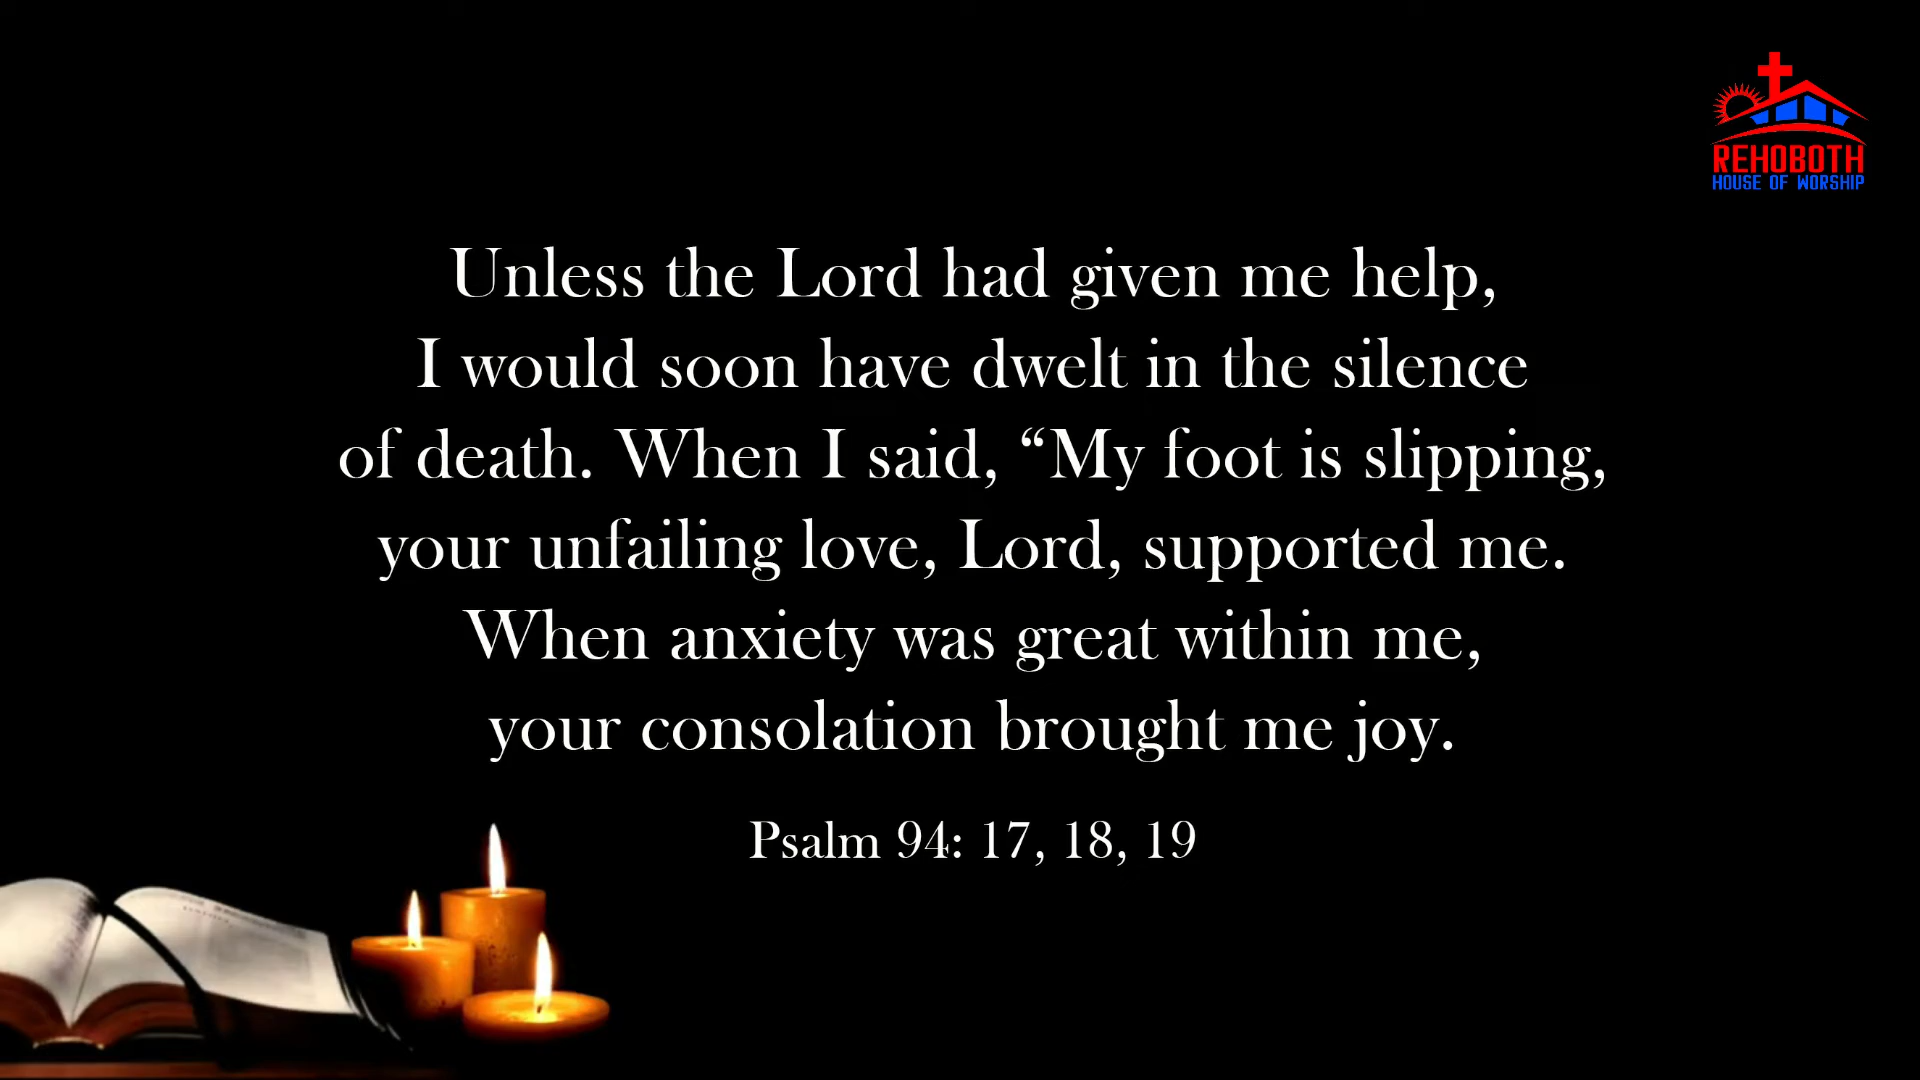 REHOBOTH
HOUSE OF WORSHIP
Unless the Lord had given me help,
I would soon have dwelt in the silence
of death. When I said, “My foot is slipping,
your unfailing love, Lord, supported me.
When anxiety was great within me,
your consolation brought me joy.
Psalm 94: 17, 18, 19